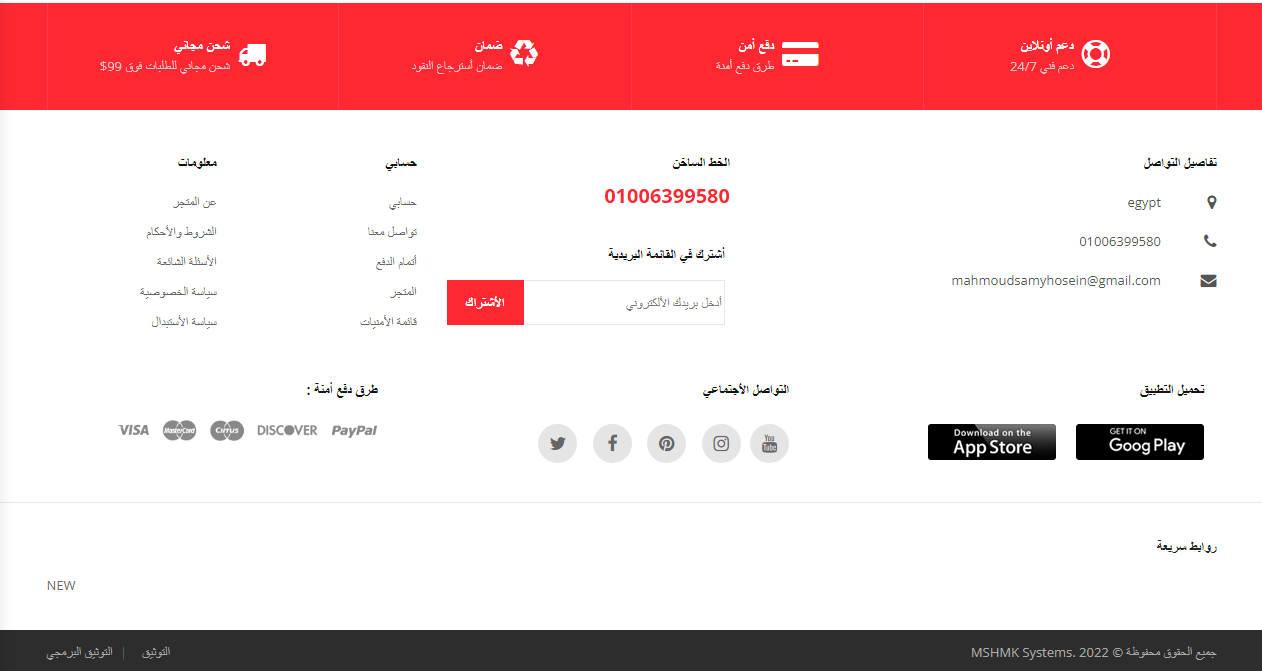 دعم أونلاين
دعم فني 24/7
دفع أمن
طرق دفع أمنة
ضمان
ضمان أسترجاع النقود
شحن مجاني
شحن مجاني للطلبات فوق 99$
تفاصيل التواصل
egypt
01006399580
mahmoudsamyhosein@gmail.com
الخط الساخن
01006399580
أشترك في القائمة البريدية
أدخل بريدك الألكتروني
الأشتراك
حسابي
حسابي
تواصل معنا
أتمام الدفع
المتجر
قائمة الأمنيات
معلومات
عن المتجر
الشروط والأحكام
الأسئلة الشائعة
سياسة الخصوصية
سياسة الأستبدال
تحميل التطبيق
GET IT ON
Goog Play
Download on the
App Store
التواصل الأجتماعي
You
Tube
طرق دفع أمنة :
VISA MasterCard Cirrus DISCOVER PayPal
روابط سريعة
NEW
جميع الحقوق محفوظة © MSHMK Systems. 2022
التوثيق | التوثيق البرمجي